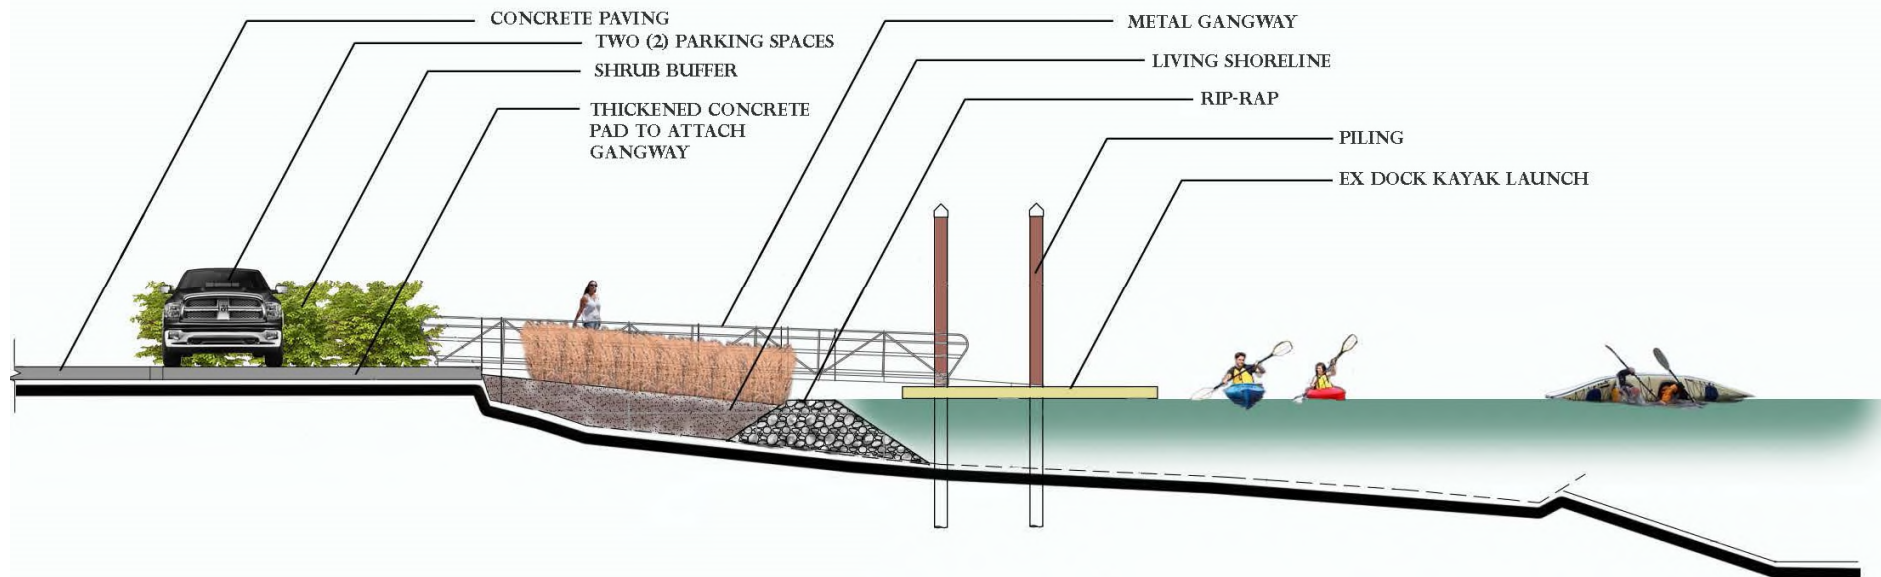 CONCRETE PAVING
TWO (2) PARKING SPACES
SHRUB BUFFER
THICKENED CONCRETE
PAD TO ATTACH
GANGWAY
METAL GANGWAY
LIVING SHORELINE
RIP-RAP
PILING
EX DOCK KAYAK LAUNCH